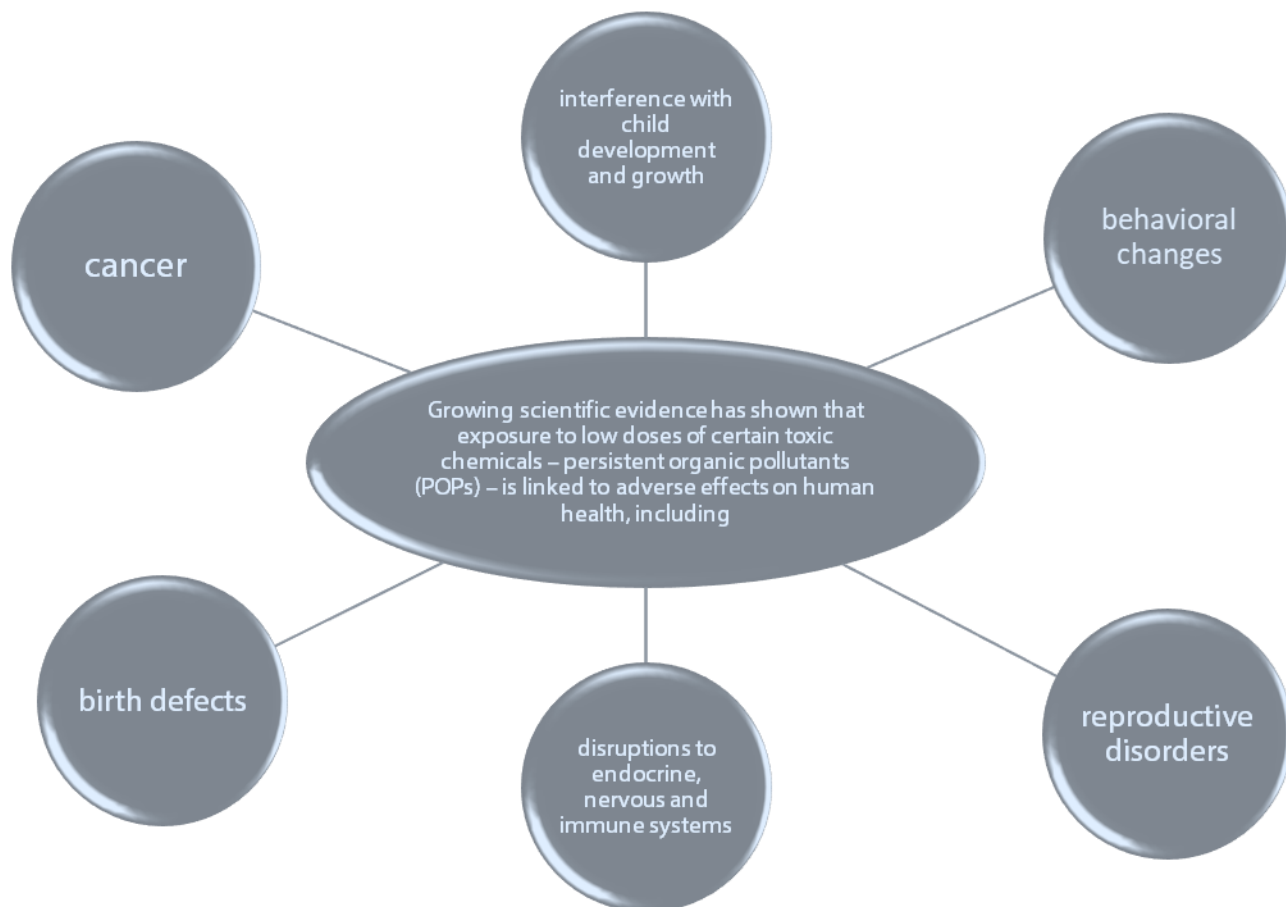 interference with
child
development
and growth
behavioral
changes
cancer
Growing scientific evidence has shown that
exposure to low doses of certain toxic
chemicals – persistent organic pollutants
(POPs) – is linked to adverse effects on human
health, including
birth defects
disruptions to
endocrine,
nervous and
immune systems
reproductive
disorders